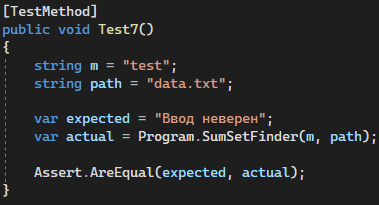 [TestMethod]
public void Test7()
{
string m = "test";
string path = "data.txt";
var expected = "Ввод неверен";
var actual = Program.SumSetFinder(m, path);
Assert.AreEqual(expected, actual);
}